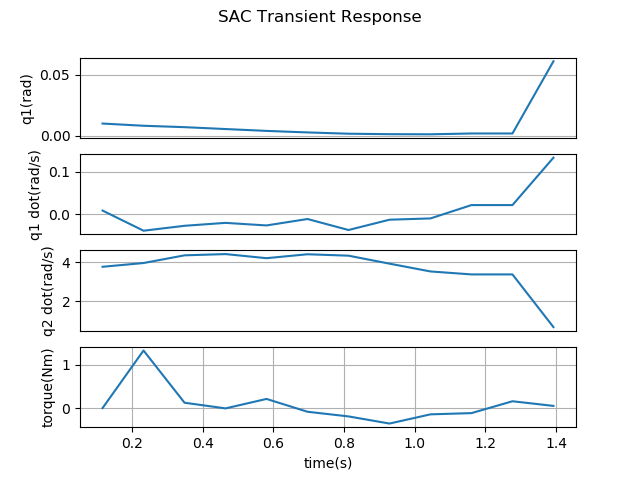 SAC Transient Response
q1(rad)
0.05
0.00
q1 dot(rad/s)
0.1
0.0
q2 dot(rad/s)
4
2
torque(Nm)
1
0
0.2 0.4 0.6 0.8 1.0 1.2 1.4
time(s)